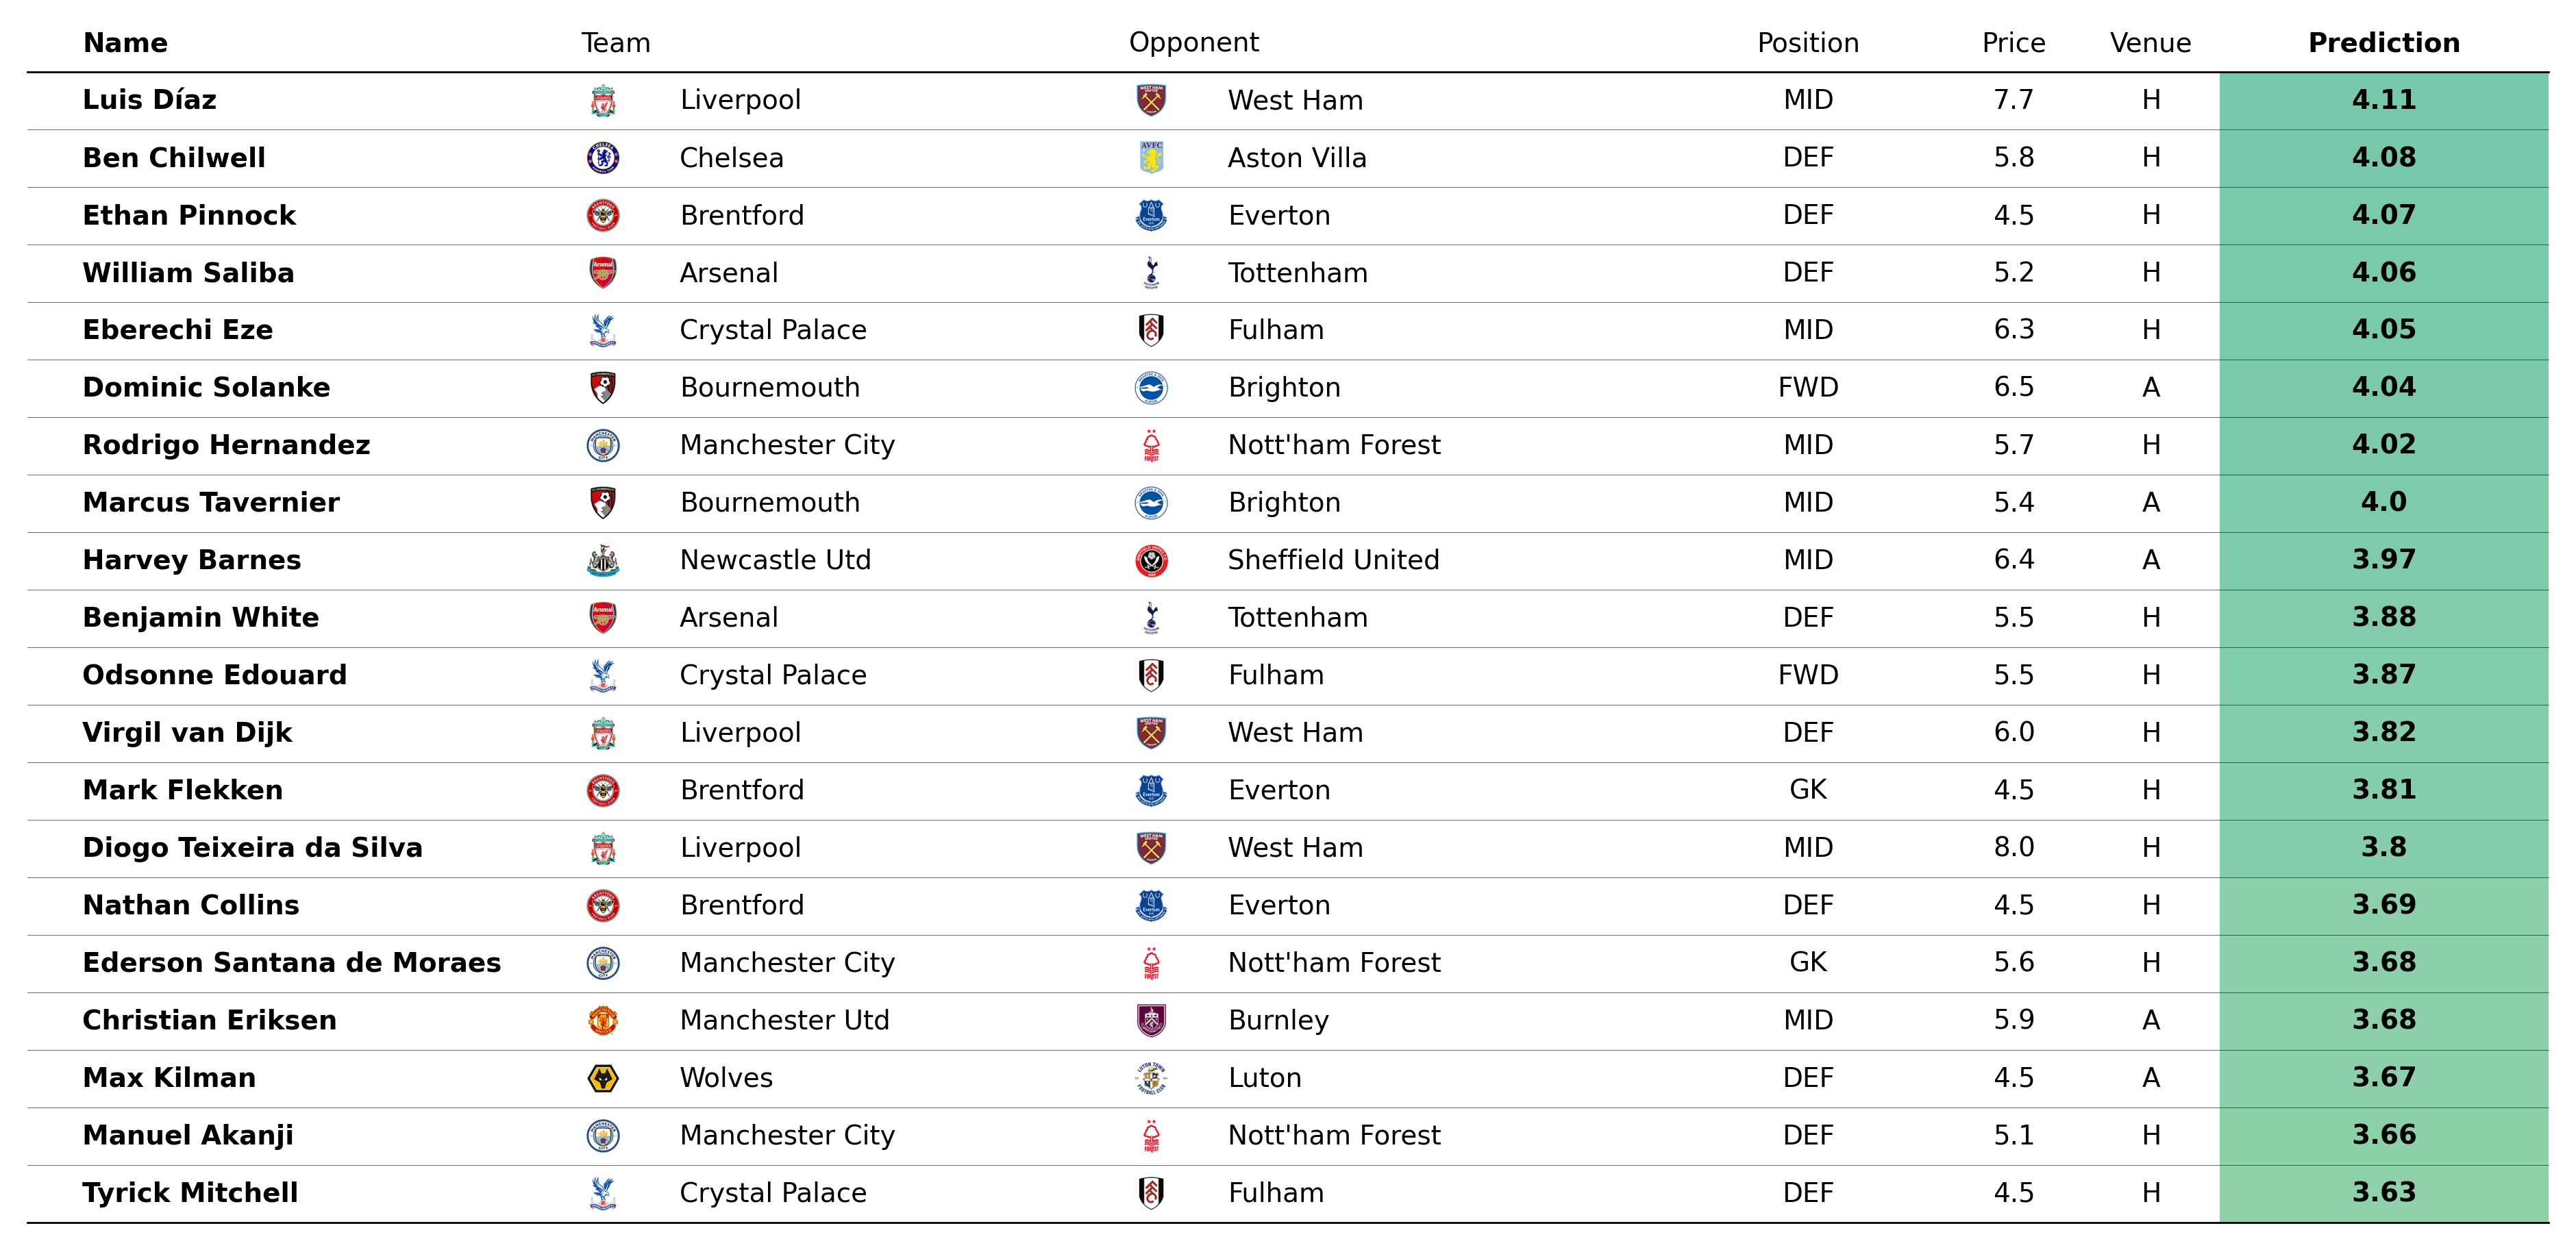 Name Team Opponent Position Price Venue Prediction
Luis Díaz Liverpool West Ham MID 7.7 H 4.11
Ben Chilwell Chelsea Aston Villa DEF 5.8 H 4.08
Ethan Pinnock Brentford Everton DEF 4.5 H 4.07
William Saliba Arsenal Tottenham DEF 5.2 H 4.06
Eberechi Eze Crystal Palace Fulham MID 6.3 H 4.05
Dominic Solanke Bournemouth Brighton FWD 6.5 A 4.04
Rodrigo Hernandez Manchester City Nott'ham Forest MID 5.7 H 4.02
Marcus Tavernier Bournemouth Brighton MID 5.4 A 4.0
Harvey Barnes Newcastle Utd Sheffield United MID 6.4 A 3.97
Benjamin White Arsenal Tottenham DEF 5.5 H 3.88
Odsonne Edouard Crystal Palace Fulham FWD 5.5 H 3.87
Virgil van Dijk Liverpool West Ham DEF 6.0 H 3.82
Mark Flekken Brentford Everton GK 4.5 H 3.81
Diogo Teixeira da Silva Liverpool West Ham MID 8.0 H 3.8
Nathan Collins Brentford Everton DEF 4.5 H 3.69
Ederson Santana de Moraes Manchester City Nott'ham Forest GK 5.6 H 3.68
Christian Eriksen Manchester Utd Burnley MID 5.9 A 3.68
Max Kilman Wolves Luton DEF 4.5 A 3.67
Manuel Akanji Manchester City Nott'ham Forest DEF 5.1 H 3.66
Tyrick Mitchell Crystal Palace Fulham DEF 4.5 H 3.63